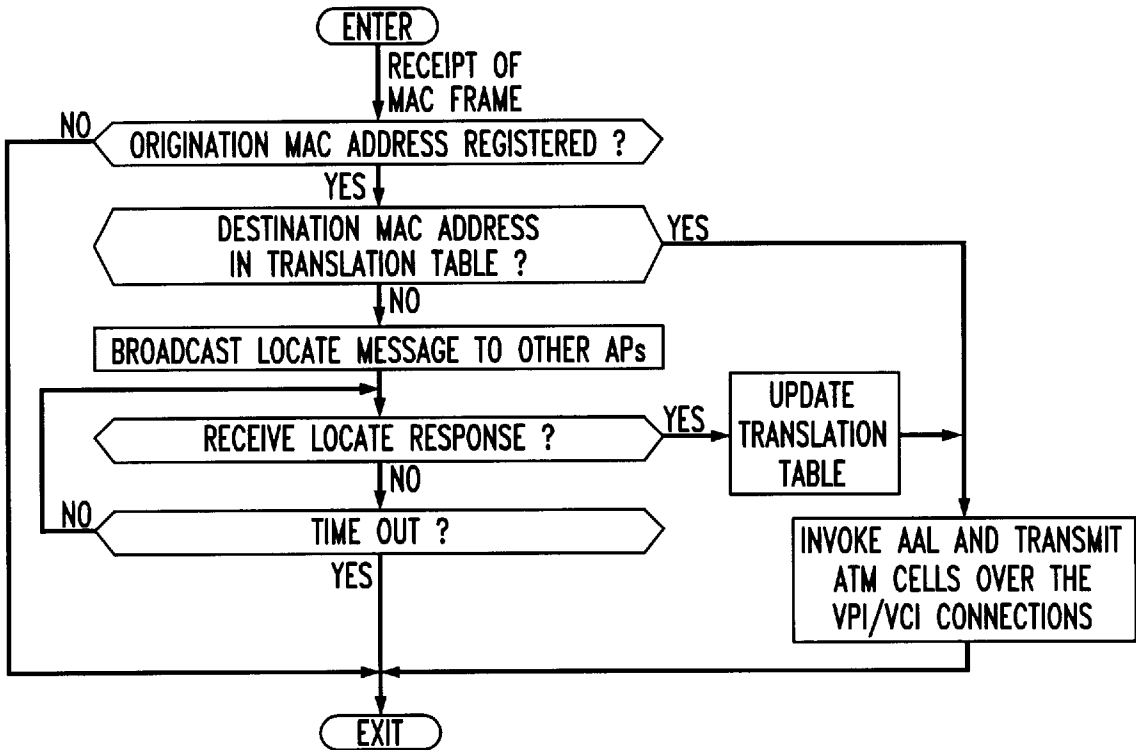 ENTER
RECEIPT OF
MAC FRAME
NO
ORIGINATION MAC ADDRESS REGISTERED ?
YES
DESTINATION MAC ADDRESS
IN TRANSLATION TABLE ?
YES
NO
BROADCAST LOCATE MESSAGE TO OTHER APs
RECEIVE LOCATE RESPONSE ?
YES
UPDATE
TRANSLATION
TABLE
NO
NO
TIME OUT ?
YES
INVOKE AAL AND TRANSMIT
ATM CELLS OVER THE
VPI/VCI CONNECTIONS
EXIT